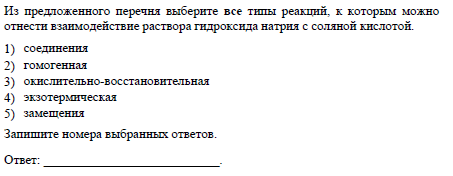 Из предложенного перечня выберите все типы реакций, к которым можно
отнести взаимодействие раствора гидроксида натрия с соляной кислотой.
1) соединения
2) гомогенная
3) окислительно-восстановительная
4) экзотермическая
5) замещения
Запишите номера выбранных ответов.
Ответ: ___________________________.